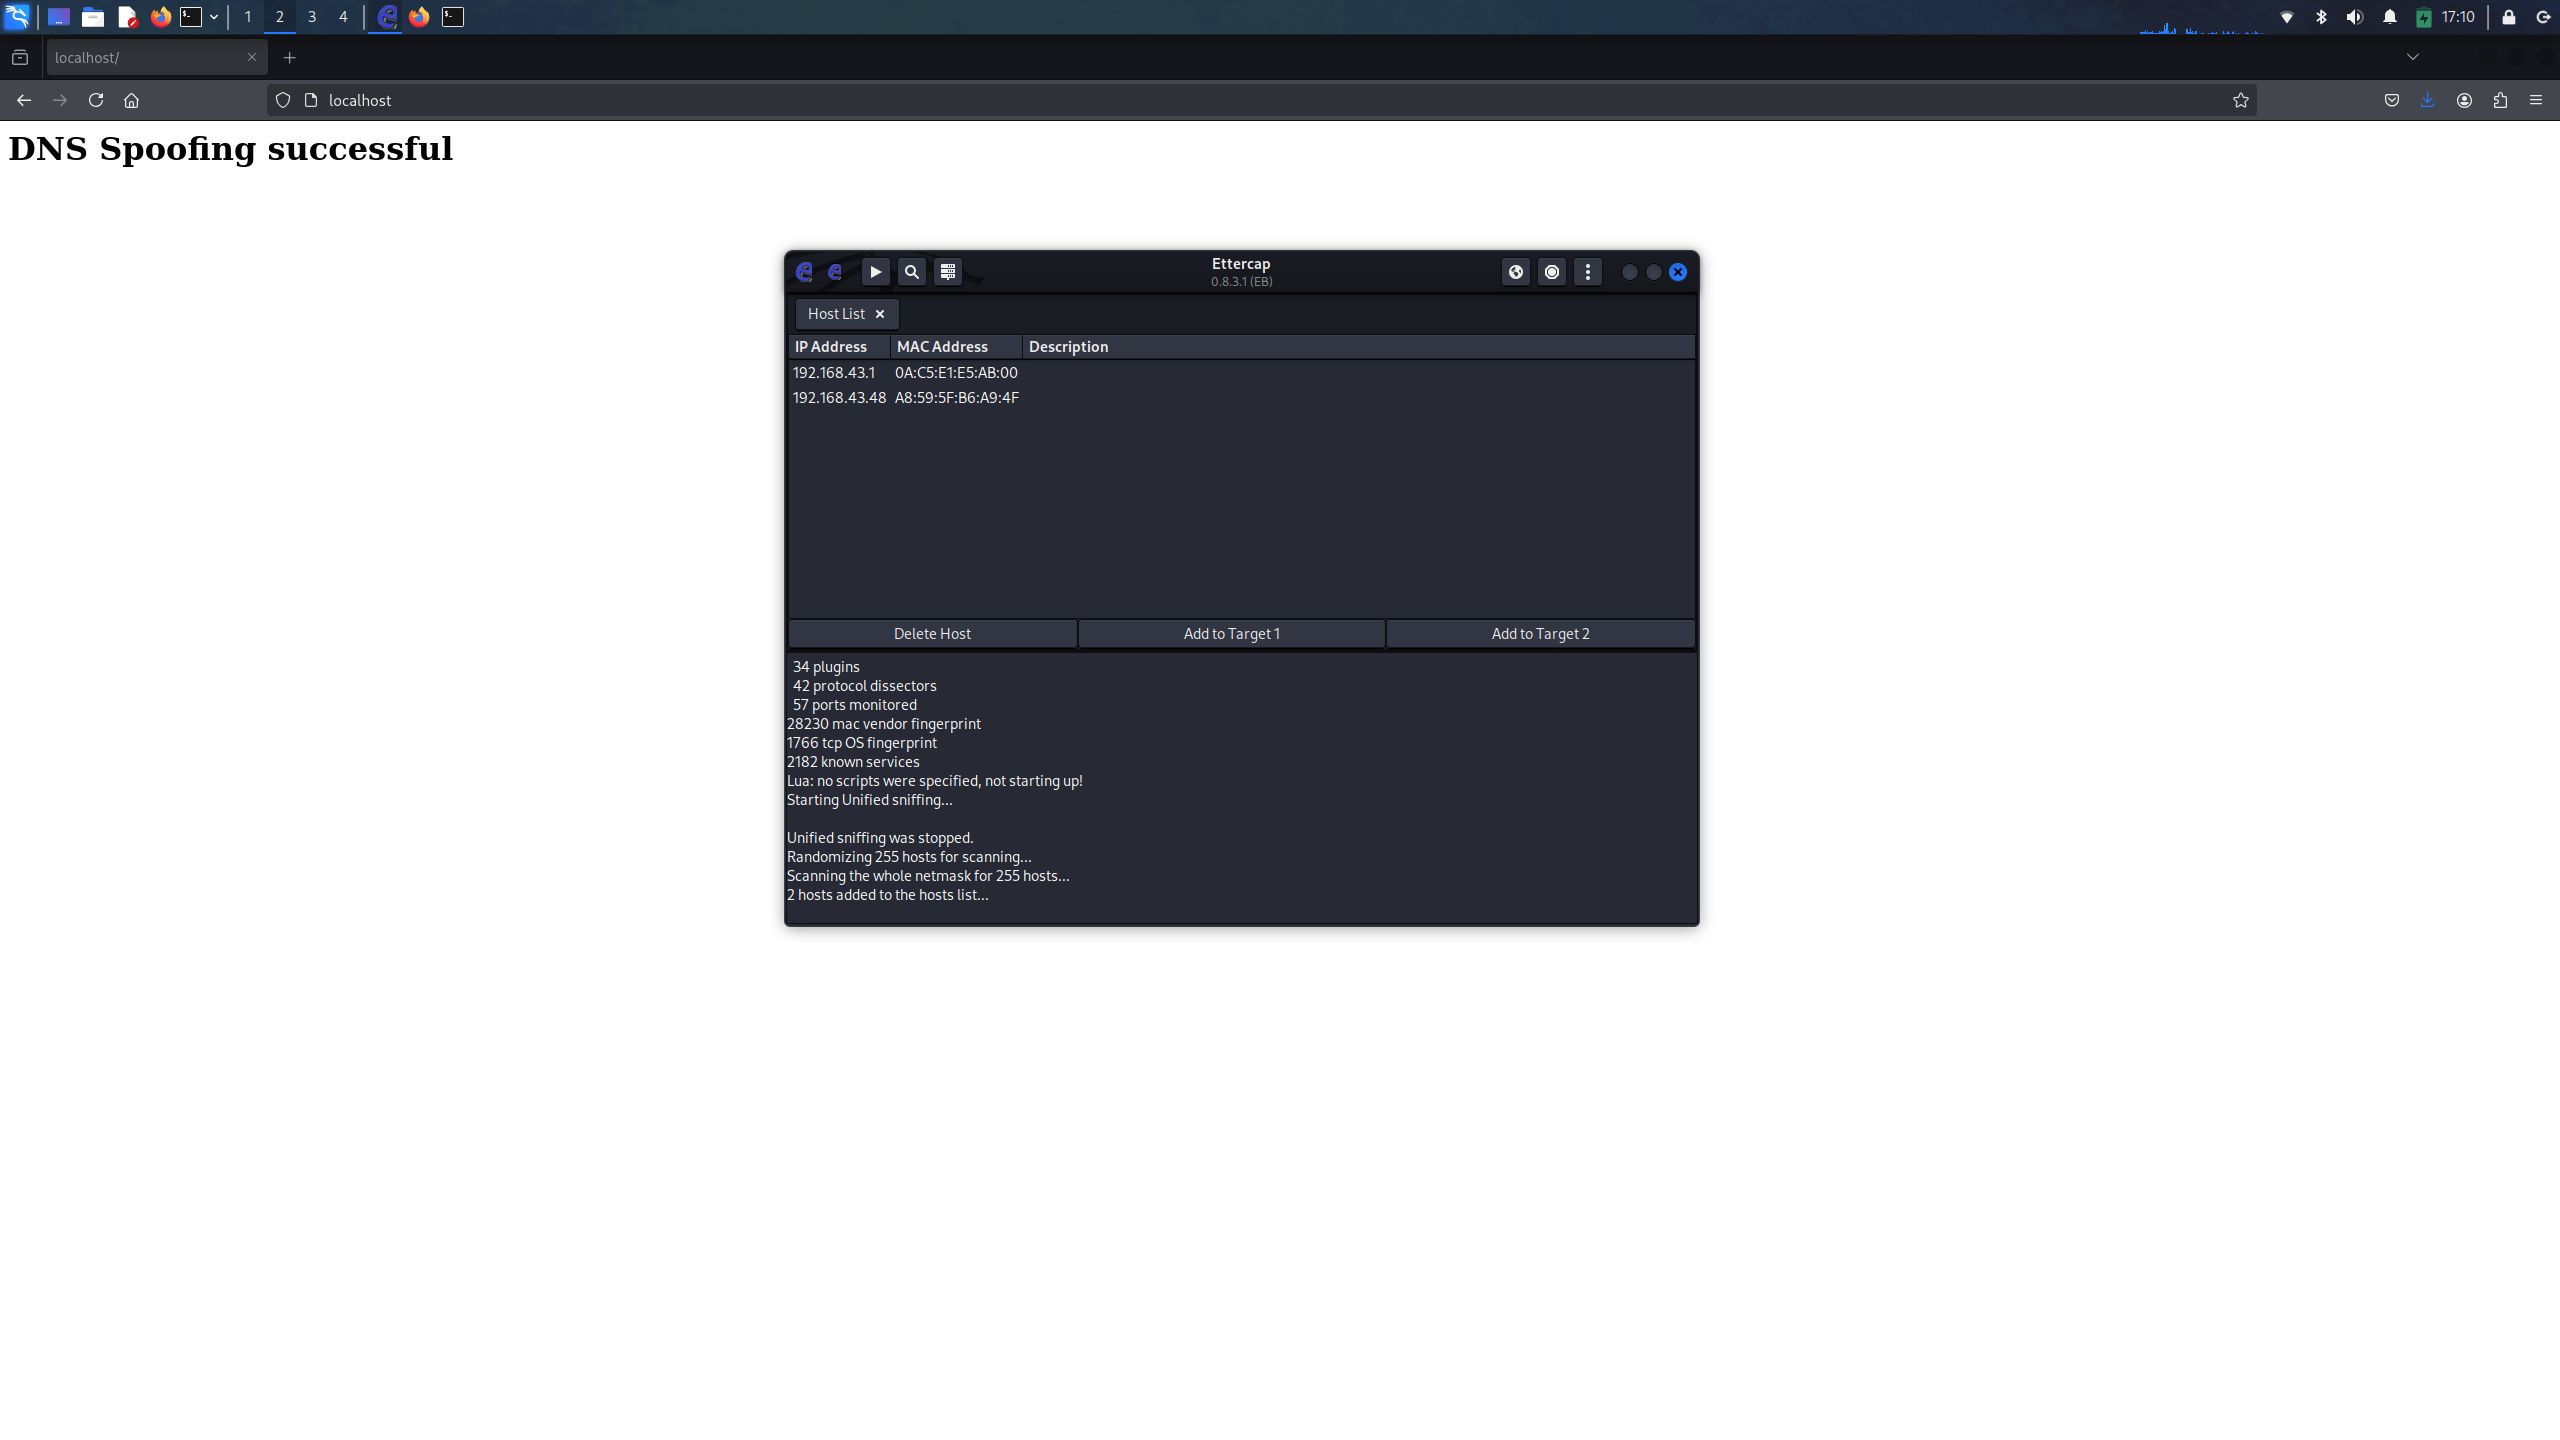 1 2 3 4 17:10
localhost/
localhost
DNS Spoofing successful
Ettercap
0.8.3.1 (EB)
Host List
IP Address MAC Address Description
192.168.43.1 0A:C5:E1:E5:AB:00
192.168.43.48 A8:59:5F:B6:A9:4F
Delete Host Add to Target 1 Add to Target 2
34 plugins
42 protocol dissectors
57 ports monitored
28230 mac vendor fingerprint
1766 tcp OS fingerprint
2182 known services
Lua: no scripts were specified, not starting up!
Starting Unified sniffing...
Unified sniffing was stopped.
Randomizing 255 hosts for scanning...
Scanning the whole netmask for 255 hosts...
2 hosts added to the hosts list...